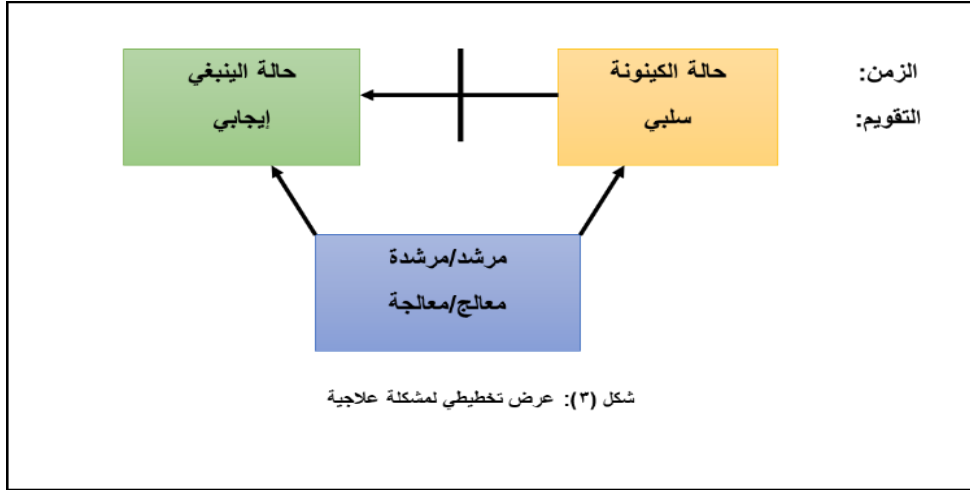 الزمن:
التقويم:
حالة الكينونة
سلبي
حالة الينبغي
إيجابي
مرشد/مرشدة
معالج/معالجة
شكل (٣): عرض تخطيطي لمشكلة علاجية